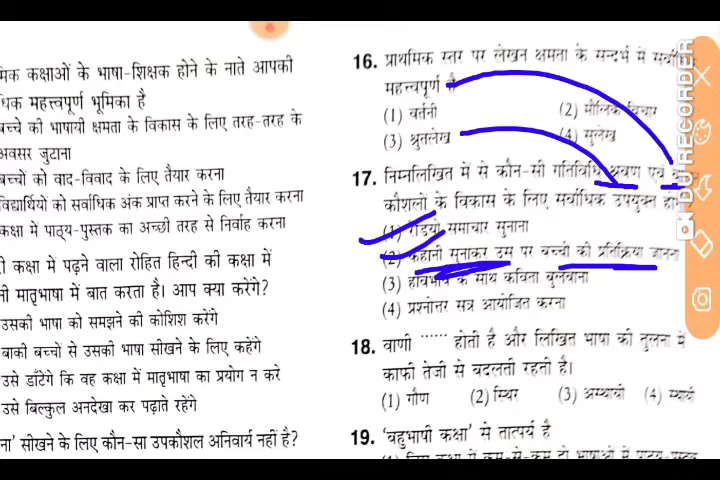 मिक कक्षाओं के भाषा-शिक्षक होने के नाते आपकी
धिक महत्त्वपूर्ण भूमिका है
बच्चे की भाषायी क्षमता के विकास के लिए तरह-तरह के
अवसर जुटाना
बच्चों को वाद-विवाद के लिए तैयार करना
विद्यार्थियों को सर्वाधिक अंक प्राप्त करने के लिए तैयार करना
कक्षा में पाठ्य-पुस्तक का अच्छी तरह से निर्वाह करना
कक्षा में पढ़ने वाला रोहित हिन्दी की कक्षा में
नी मातृभाषा में बात करता है। आप क्या करेंगे?
उसकी भाषा को समझने की कोशिश करेंगे
बाकी बच्चों से उसकी भाषा सीखने के लिए कहेंगे
उसे डाँटेंगे कि वह कक्षा में मातृभाषा का प्रयोग न करे
उसे बिल्कुल अनदेखा कर पढ़ाते रहेंगे
ना' सीखने के लिए कौन-सा उपकौशल अनिवार्य नहीं है?
16. प्राथमिक स्तर पर लेखन क्षमता के सन्दर्भ में
महत्त्वपूर्ण है
(1) वर्तनी (2) मौलिक विचार
(3) श्रुतलेख (4) सुलेख
17. निम्नलिखित में से कौन-सी गतिविधि श्रवण एवं
कौशलों के विकास के लिए सर्वाधिक उपयुक्त
(1) रेडियो समाचार सुनाना
(2) कहानी सुनाकर उस पर बच्चों की प्रतिक्रिया जानना
(3) हावभाव के साथ कविता बुलवाना
(4) प्रश्नोत्तर सत्र आयोजित करना
18. वाणी ...... होती है और लिखित भाषा की तुलना में
काफी तेजी से बदलती रहती है।
(1) गौण (2) स्थिर (3) अस्थायी (4) स्थायी
19. 'बहुभाषी कक्षा' से तात्पर्य है
DU RECORDER